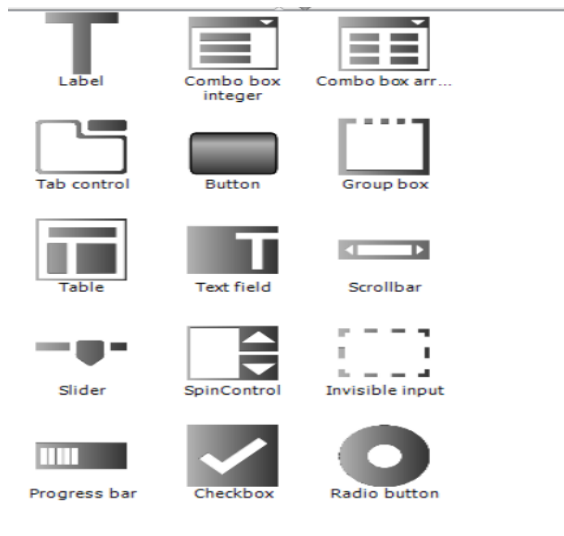 Label
Combo box integer
Combo box arr...
Tab control
Button
Group box
Table
Text field
Scrollbar
Slider
SpinControl
Invisible input
Progress bar
Checkbox
Radio button